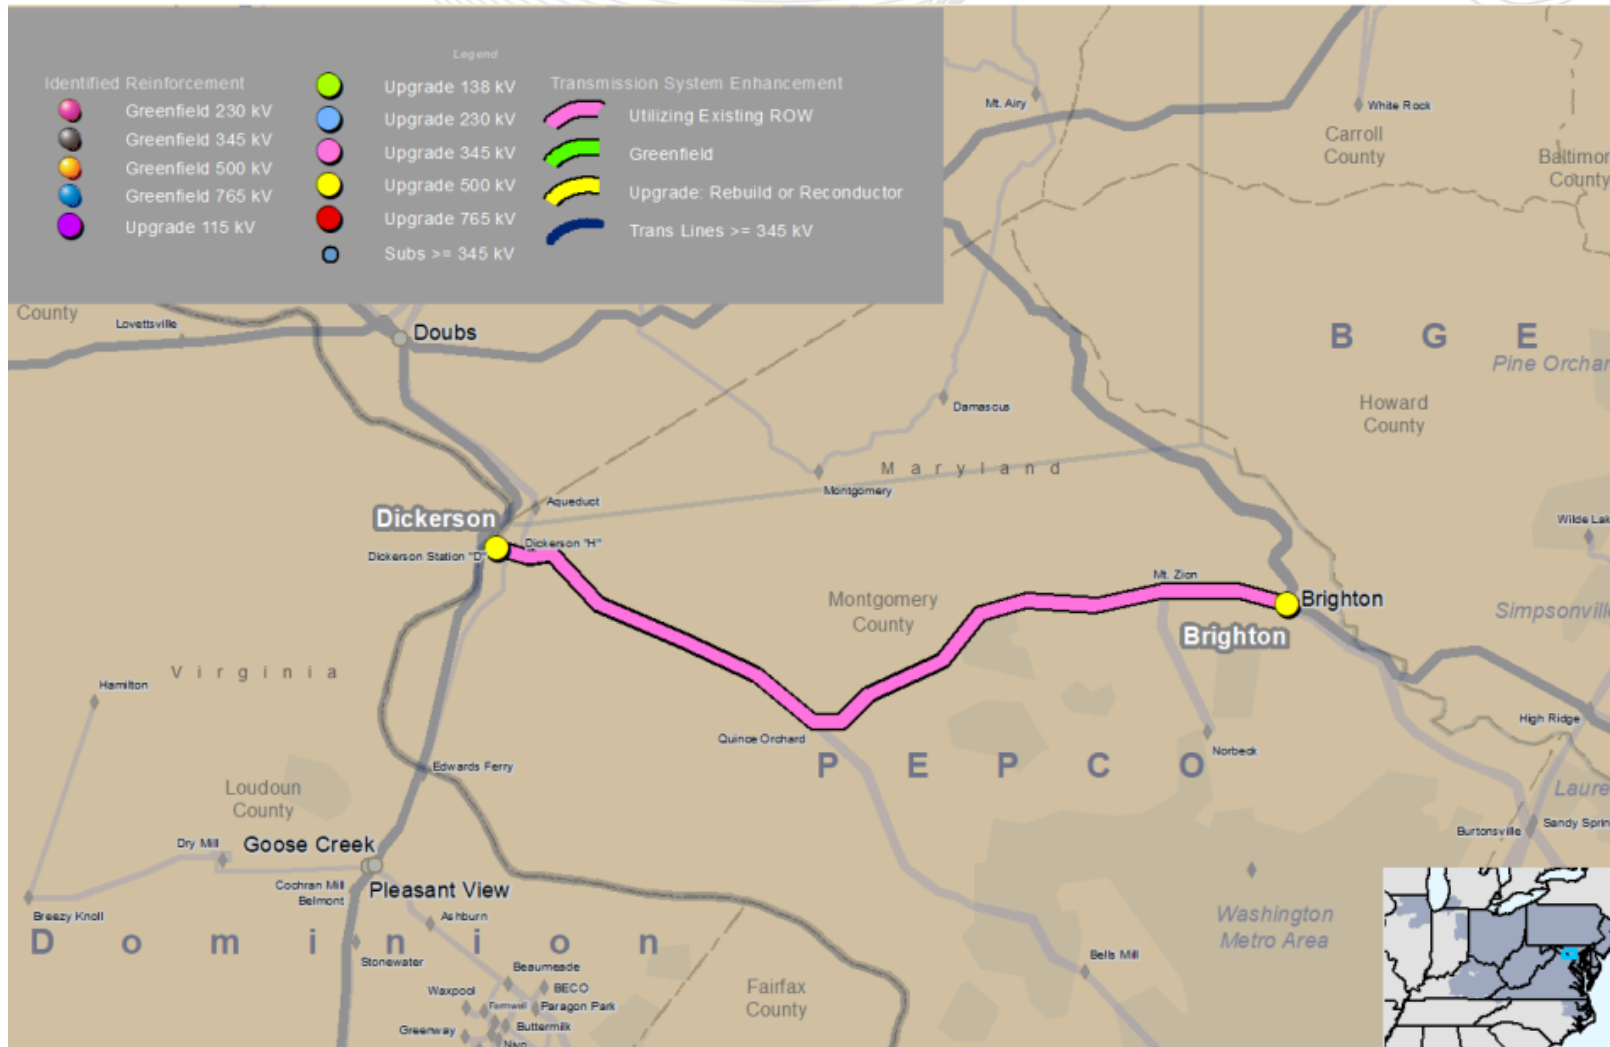 Legend
Identified Reinforcement
Greenfield 230 kV
Greenfield 345 kV
Greenfield 500 kV
Greenfield 765 kV
Upgrade 115 kV
Upgrade 138 kV
Upgrade 230 kV
Upgrade 345 kV
Upgrade 500 kV
Upgrade 765 kV
Subs >= 345 kV
Transmission System Enhancement
Utilizing Existing ROW
Greenfield
Upgrade: Rebuild or Reconductor
Trans Lines >= 345 kV
Mt. Airy
White Rock
Carroll
County
Baltimor
County
County
Lovettsville
Doubs
B G E
Pine Orchar
Howard
County
Damascus
Maryland
Montgomery
Aqueduct
Dickerson
Dickerson "H"
Dickerson Station "D"
Wilde Lak
Mt. Zion
Montgomery
County
Brighton
Brighton
Simpsonville
Virginia
Hamilton
Quince Orchard
High Ridge
Norbeck
P E P C O
Edwards Ferry
Loudoun
County
Laure
Dry Mill
Goose Creek
Burtonsville
Sandy Sprin
Cochran Mill
Belmont
Pleasant View
Breezy Knoll
Ashburn
Washington
Metro Area
Dominion
Stonewater
Bells Mill
Beaumeade
Waxpool
BECO
Farmwell
Paragon Park
Fairfax
County
Greenway
Buttermilk
Nivo